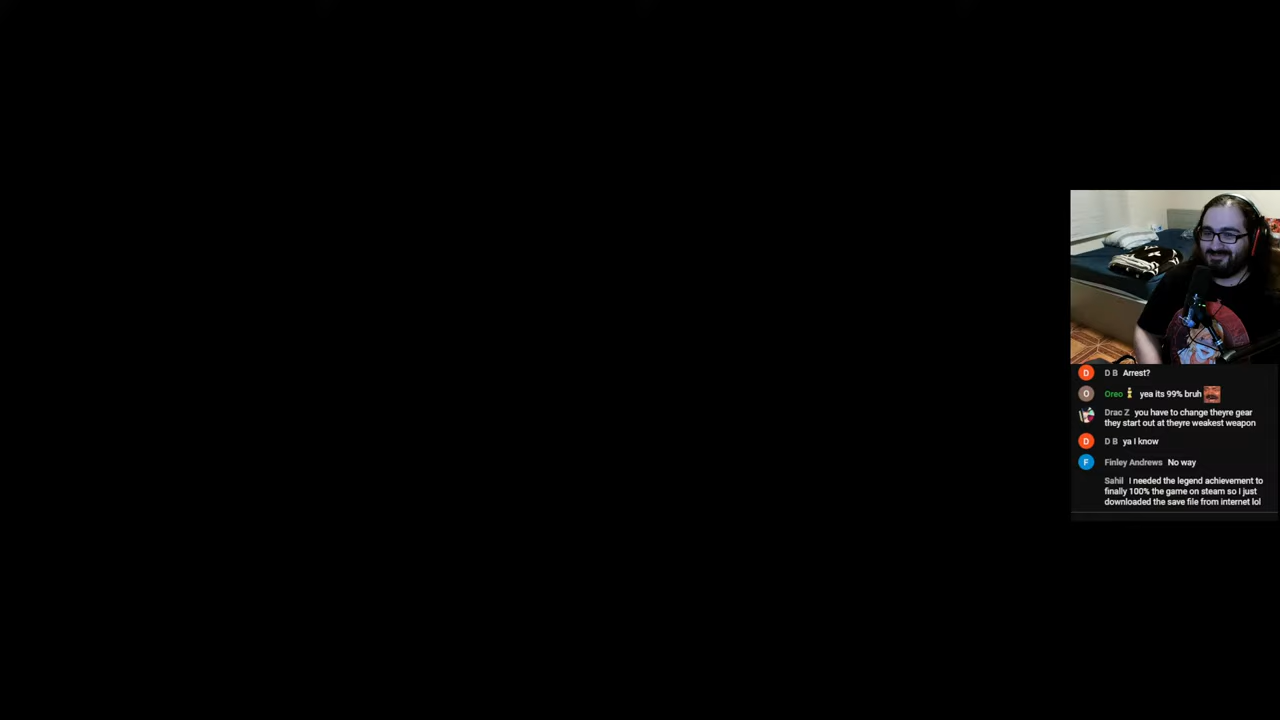 D
D B Arrest?
O
Oreo yea its 99% bruh
Drac Z you have to change theyre gear
they start out at theyre weakest weapon
D
D B ya I know
F
Finley Andrews No way
Sahil I needed the legend achievement to
finally 100% the game on steam so I just
downloaded the save file from internet lol